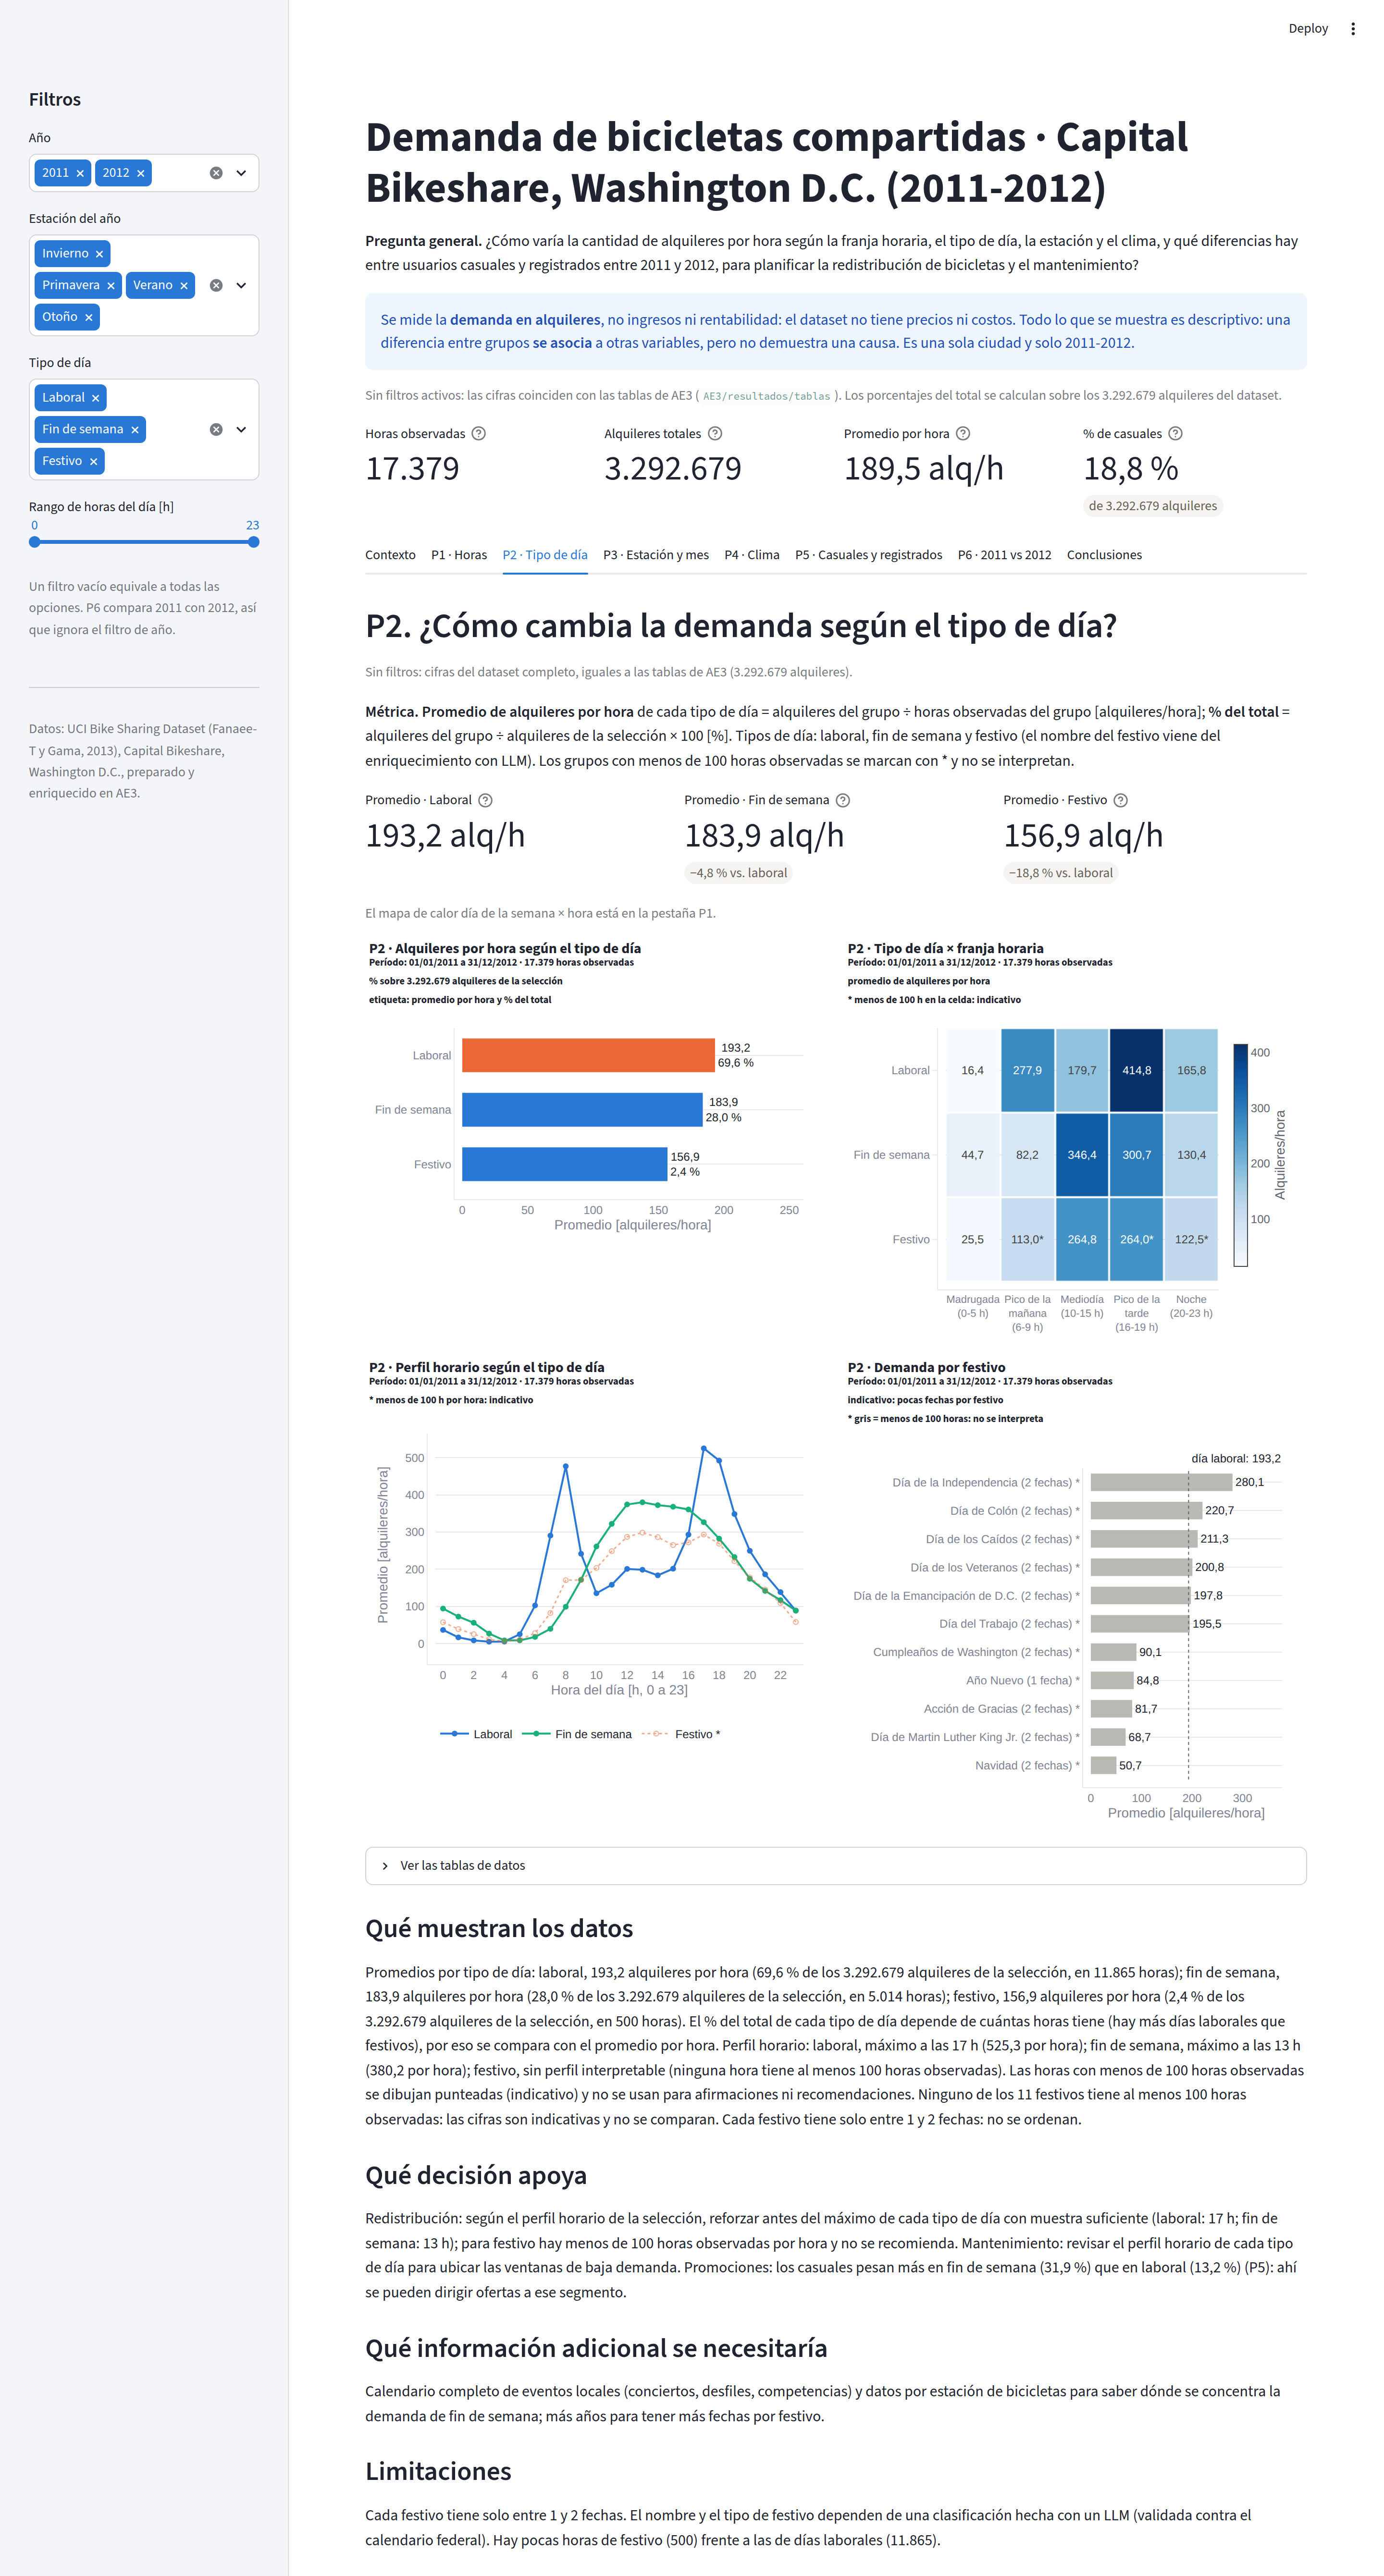 Deploy
Filtros
Año
2011 2012
Estación del año
Invierno
Primavera Verano
Otoño
Tipo de día
Laboral
Fin de semana
Festivo
Rango de horas del día [h]
0 23
Un filtro vacío equivale a todas las
opciones. P6 compara 2011 con 2012, así
que ignora el filtro de año.
Datos: UCI Bike Sharing Dataset (Fanaee-
T y Gama, 2013), Capital Bikeshare,
Washington D.C., preparado y
enriquecido en AE3.
Demanda de bicicletas compartidas · Capital
Bikeshare, Washington D.C. (2011-2012)
Pregunta general. ¿Cómo varía la cantidad de alquileres por hora según la franja horaria, el tipo de día, la estación y el clima, y qué diferencias hay
entre usuarios casuales y registrados entre 2011 y 2012, para planificar la redistribución de bicicletas y el mantenimiento?
Se mide la demanda en alquileres, no ingresos ni rentabilidad: el dataset no tiene precios ni costos. Todo lo que se muestra es descriptivo: una
diferencia entre grupos se asocia a otras variables, pero no demuestra una causa. Es una sola ciudad y solo 2011-2012.
Sin filtros activos: las cifras coinciden con las tablas de AE3 ( AE3/resultados/tablas ). Los porcentajes del total se calculan sobre los 3.292.679 alquileres del dataset.
Horas observadas
17.379
Alquileres totales
3.292.679
Promedio por hora
189,5 alq/h
% de casuales
18,8 %
de 3.292.679 alquileres
Contexto P1 · Horas P2 · Tipo de día P3 · Estación y mes P4 · Clima P5 · Casuales y registrados P6 · 2011 vs 2012 Conclusiones
P2. ¿Cómo cambia la demanda según el tipo de día?
Sin filtros: cifras del dataset completo, iguales a las tablas de AE3 (3.292.679 alquileres).
Métrica. Promedio de alquileres por hora de cada tipo de día = alquileres del grupo ÷ horas observadas del grupo [alquileres/hora]; % del total =
alquileres del grupo ÷ alquileres de la selección × 100 [%]. Tipos de día: laboral, fin de semana y festivo (el nombre del festivo viene del
enriquecimiento con LLM). Los grupos con menos de 100 horas observadas se marcan con * y no se interpretan.
Promedio · Laboral
193,2 alq/h
Promedio · Fin de semana
183,9 alq/h
−4,8 % vs. laboral
Promedio · Festivo
156,9 alq/h
−18,8 % vs. laboral
El mapa de calor día de la semana × hora está en la pestaña P1.
P2 · Alquileres por hora según el tipo de día
Período: 01/01/2011 a 31/12/2012 · 17.379 horas observadas
% sobre 3.292.679 alquileres de la selección
etiqueta: promedio por hora y % del total
Laboral
193,2
69,6 %
Fin de semana
183,9
28,0 %
Festivo
156,9
2,4 %
0 50 100 150 200 250
Promedio [alquileres/hora]
P2 · Tipo de día × franja horaria
Período: 01/01/2011 a 31/12/2012 · 17.379 horas observadas
promedio de alquileres por hora
* menos de 100 h en la celda: indicativo
Laboral 16,4 277,9 179,7 414,8 165,8
Fin de semana 44,7 82,2 346,4 300,7 130,4
Festivo 25,5 113,0* 264,8 264,0* 122,5*
Madrugada Pico de la Mediodía Pico de la Noche
(0-5 h) mañana (10-15 h) tarde (20-23 h)
(6-9 h) (16-19 h)
400
300
200
100
Alquileres/hora
P2 · Perfil horario según el tipo de día
Período: 01/01/2011 a 31/12/2012 · 17.379 horas observadas
* menos de 100 h por hora: indicativo
500
400
300
200
100
0
Promedio [alquileres/hora]
0 2 4 6 8 10 12 14 16 18 20 22
Hora del día [h, 0 a 23]
Laboral Fin de semana Festivo *
P2 · Demanda por festivo
Período: 01/01/2011 a 31/12/2012 · 17.379 horas observadas
indicativo: pocas fechas por festivo
* gris = menos de 100 horas: no se interpreta
día laboral: 193,2
Día de la Independencia (2 fechas) * 280,1
Día de Colón (2 fechas) * 220,7
Día de los Caídos (2 fechas) * 211,3
Día de los Veteranos (2 fechas) * 200,8
Día de la Emancipación de D.C. (2 fechas) * 197,8
Día del Trabajo (2 fechas) * 195,5
Cumpleaños de Washington (2 fechas) * 90,1
Año Nuevo (1 fecha) * 84,8
Acción de Gracias (2 fechas) * 81,7
Día de Martin Luther King Jr. (2 fechas) * 68,7
Navidad (2 fechas) * 50,7
0 100 200 300
Promedio [alquileres/hora]
Ver las tablas de datos
Qué muestran los datos
Promedios por tipo de día: laboral, 193,2 alquileres por hora (69,6 % de los 3.292.679 alquileres de la selección, en 11.865 horas); fin de semana,
183,9 alquileres por hora (28,0 % de los 3.292.679 alquileres de la selección, en 5.014 horas); festivo, 156,9 alquileres por hora (2,4 % de los
3.292.679 alquileres de la selección, en 500 horas). El % del total de cada tipo de día depende de cuántas horas tiene (hay más días laborales que
festivos), por eso se compara con el promedio por hora. Perfil horario: laboral, máximo a las 17 h (525,3 por hora); fin de semana, máximo a las 13 h
(380,2 por hora); festivo, sin perfil interpretable (ninguna hora tiene al menos 100 horas observadas). Las horas con menos de 100 horas observadas
se dibujan punteadas (indicativo) y no se usan para afirmaciones ni recomendaciones. Ninguno de los 11 festivos tiene al menos 100 horas
observadas: las cifras son indicativas y no se comparan. Cada festivo tiene solo entre 1 y 2 fechas: no se ordenan.
Qué decisión apoya
Redistribución: según el perfil horario de la selección, reforzar antes del máximo de cada tipo de día con muestra suficiente (laboral: 17 h; fin de
semana: 13 h); para festivo hay menos de 100 horas observadas por hora y no se recomienda. Mantenimiento: revisar el perfil horario de cada tipo
de día para ubicar las ventanas de baja demanda. Promociones: los casuales pesan más en fin de semana (31,9 %) que en laboral (13,2 %) (P5): ahí
se pueden dirigir ofertas a ese segmento.
Qué información adicional se necesitaría
Calendario completo de eventos locales (conciertos, desfiles, competencias) y datos por estación de bicicletas para saber dónde se concentra la
demanda de fin de semana; más años para tener más fechas por festivo.
Limitaciones
Cada festivo tiene solo entre 1 y 2 fechas. El nombre y el tipo de festivo dependen de una clasificación hecha con un LLM (validada contra el
calendario federal). Hay pocas horas de festivo (500) frente a las de días laborales (11.865).